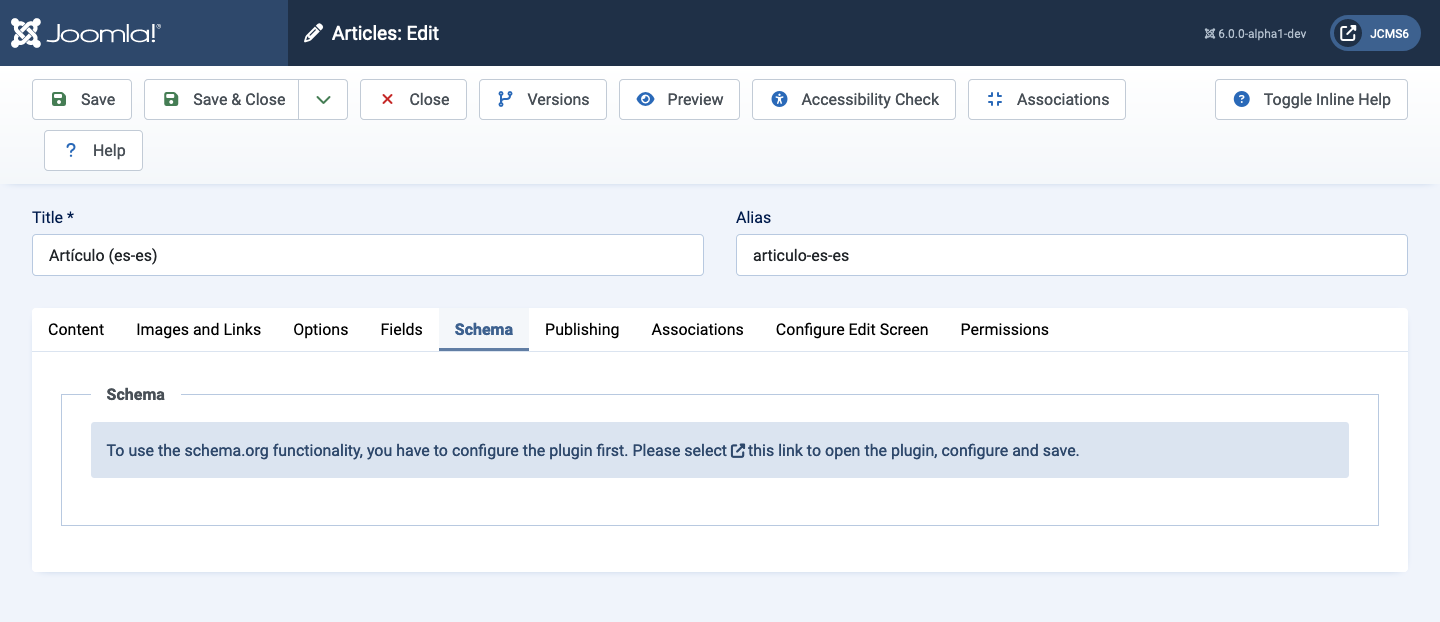 Joomla!®
Articles: Edit
6.0.0-alpha1-dev
JCMS6
Save
Save & Close
Close
Versions
Preview
Accessibility Check
Associations
Toggle Inline Help
? Help
Title *
Alias
Artículo (es-es)
articulo-es-es
Content
Images and Links
Options
Fields
Schema
Publishing
Associations
Configure Edit Screen
Permissions
Schema
To use the schema.org functionality, you have to configure the plugin first. Please select this link to open the plugin, configure and save.